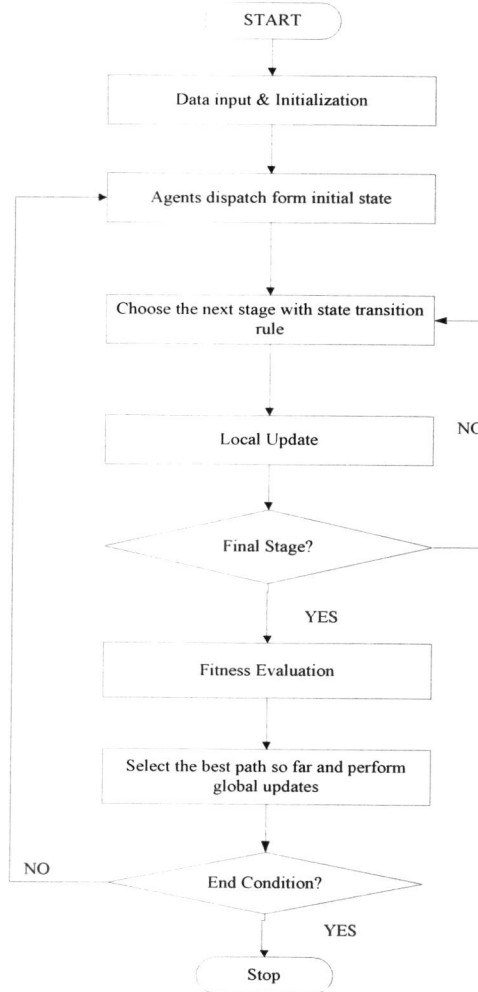 START
Data input & Initialization
Agents dispatch form initial state
Choose the next stage with state transition
rule
Local Update
NO
Final Stage?
YES
Fitness Evaluation
Select the best path so far and perform
global updates
NO
End Condition?
YES
Stop